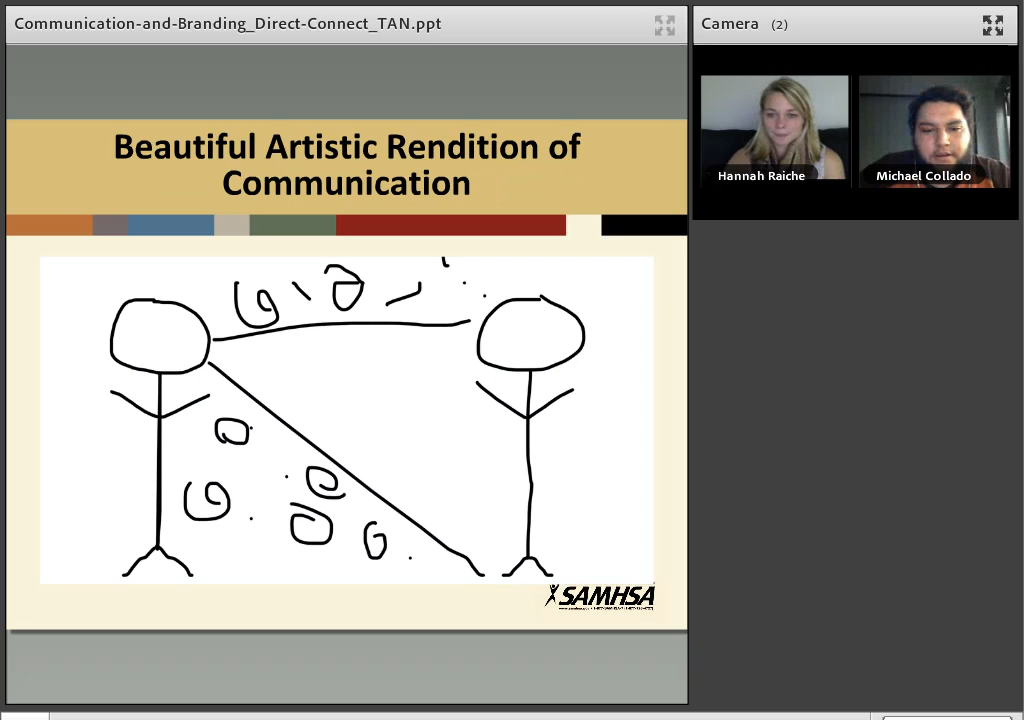 Communication-and-Branding_Direct-Connect_TAN.ppt
Camera (2)
Hannah Raiche
Michael Collado
Beautiful Artistic Rendition of
Communication
SAMHSA